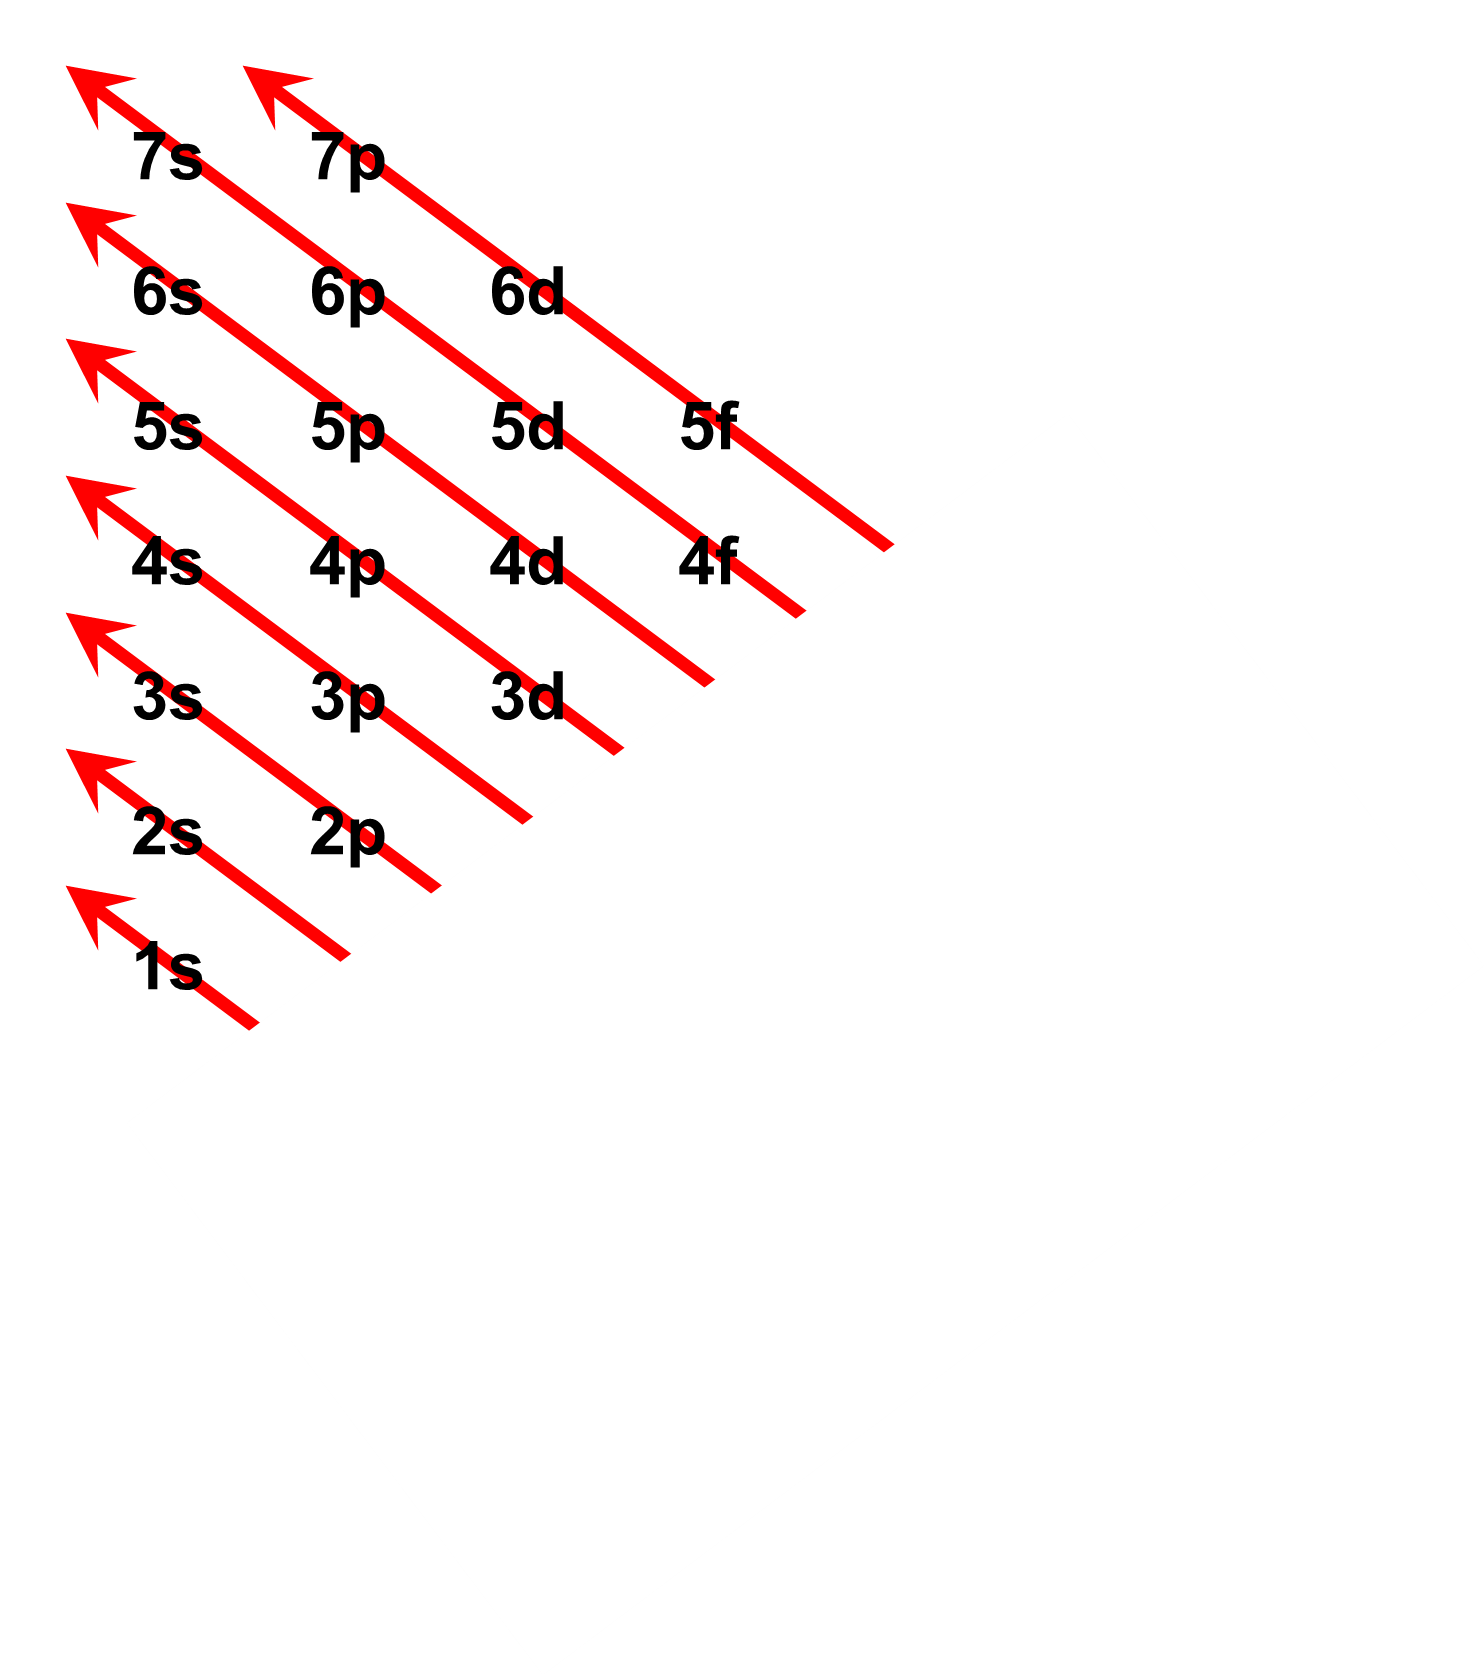 7s 7p
6s 6p 6d
5s 5p 5d 5f
4s 4p 4d 4f
3s 3p 3d
2s 2p
1s